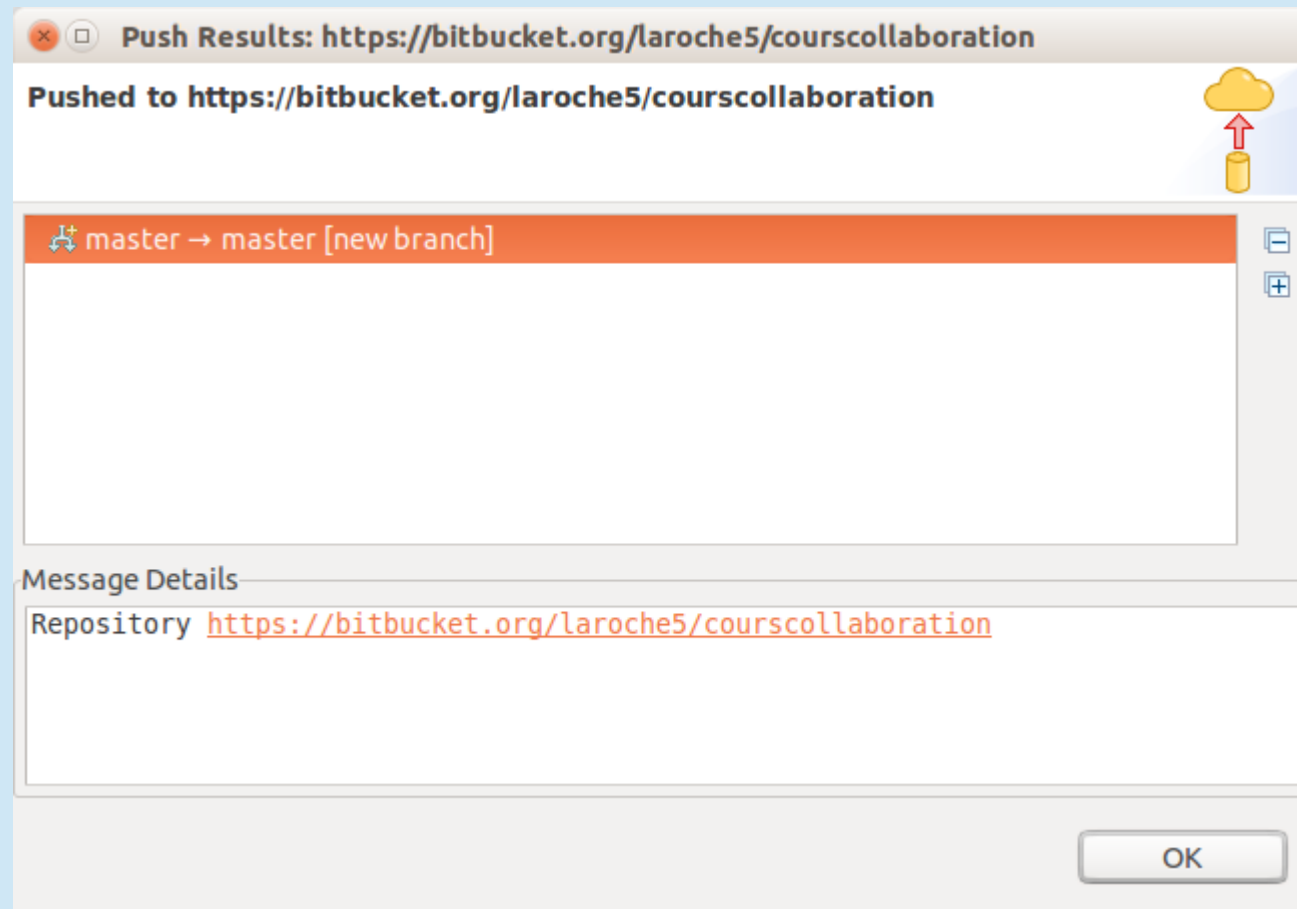 Push Results: https://bitbucket.org/laroche5/courscollaboration
Pushed to https://bitbucket.org/laroche5/courscollaboration
master → master [new branch]
Message Details
Repository https://bitbucket.org/laroche5/courscollaboration
OK